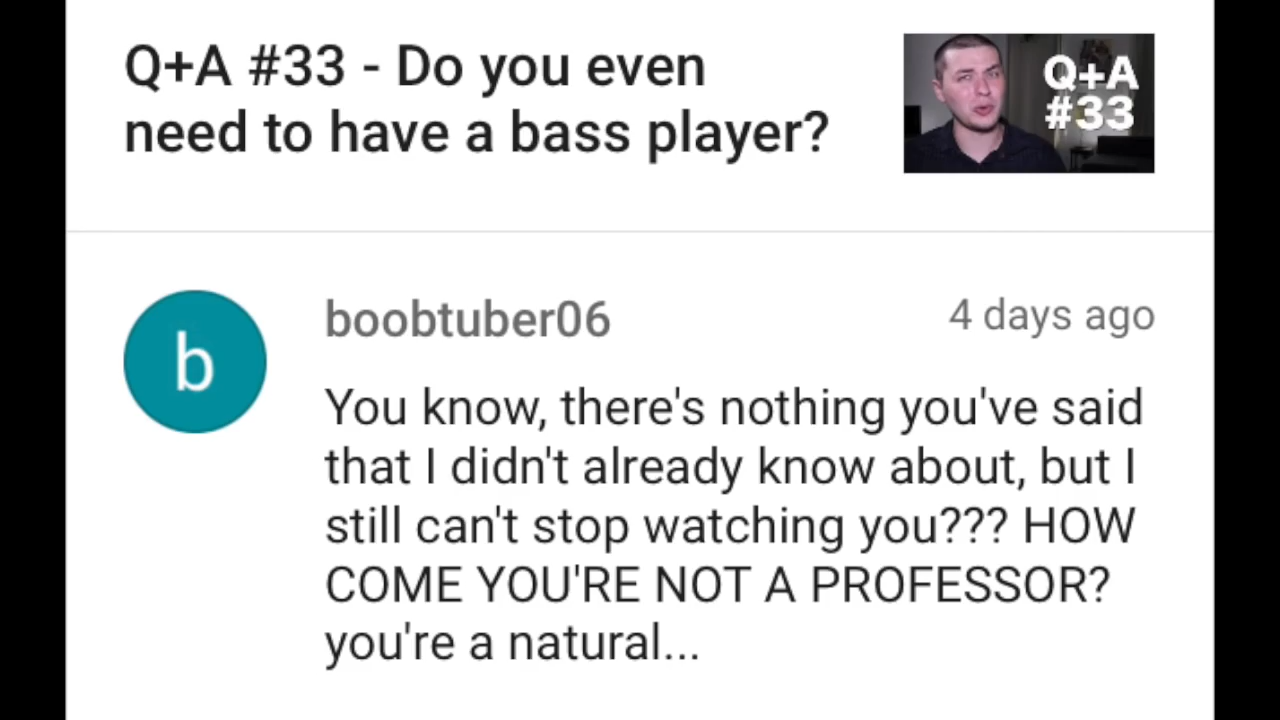 Q+A #33 - Do you even
need to have a bass player?
Q+A
#33
b
boobtuber06
4 days ago
You know, there's nothing you've said
that I didn't already know about, but I
still can't stop watching you??? HOW
COME YOU'RE NOT A PROFESSOR?
you're a natural...